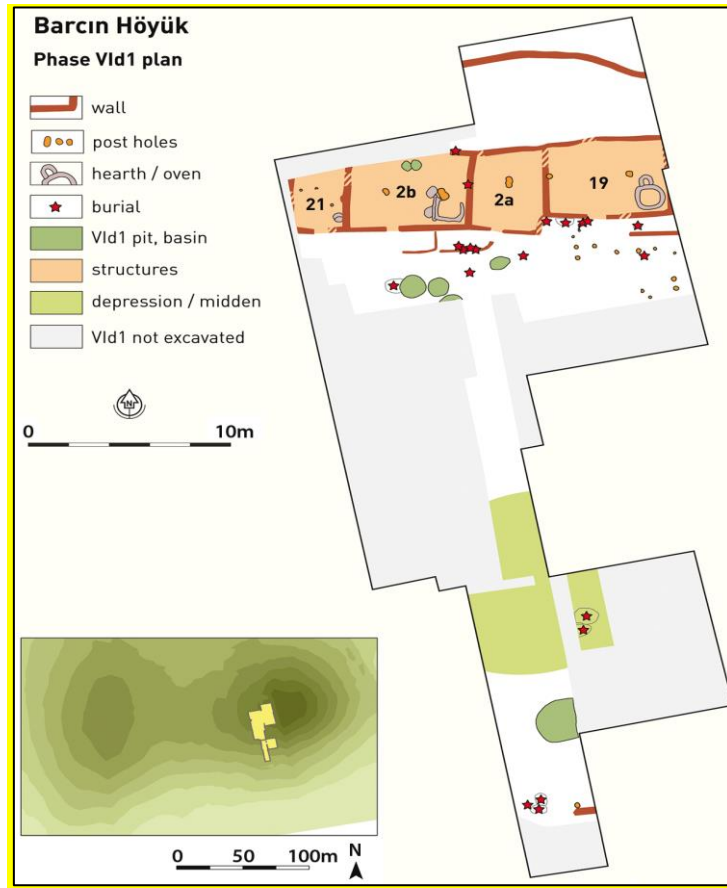 Barcın Höyük
Phase VId1 plan
wall
post holes
hearth / oven
burial
VId1 pit, basin
structures
depression / midden
VId1 not excavated
N
0 10m
21
2b
2a
19
0 50 100m
N